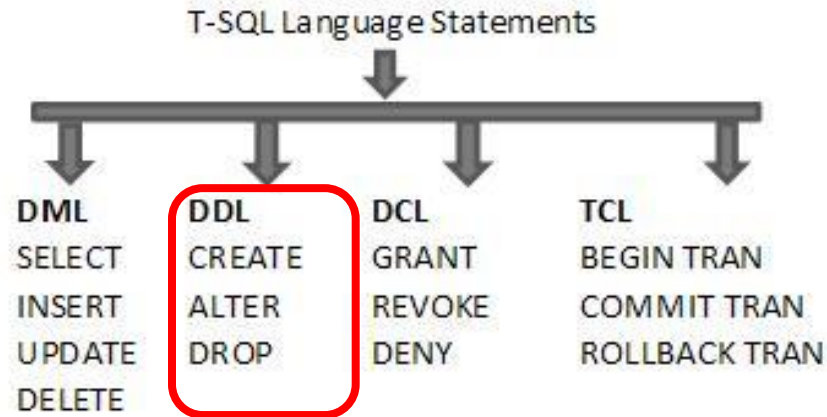 T-SQL Language Statements
DML
SELECT
INSERT
UPDATE
DELETE
DDL
CREATE
ALTER
DROP
DCL
GRANT
REVOKE
DENY
TCL
BEGIN TRAN
COMMIT TRAN
ROLLBACK TRAN